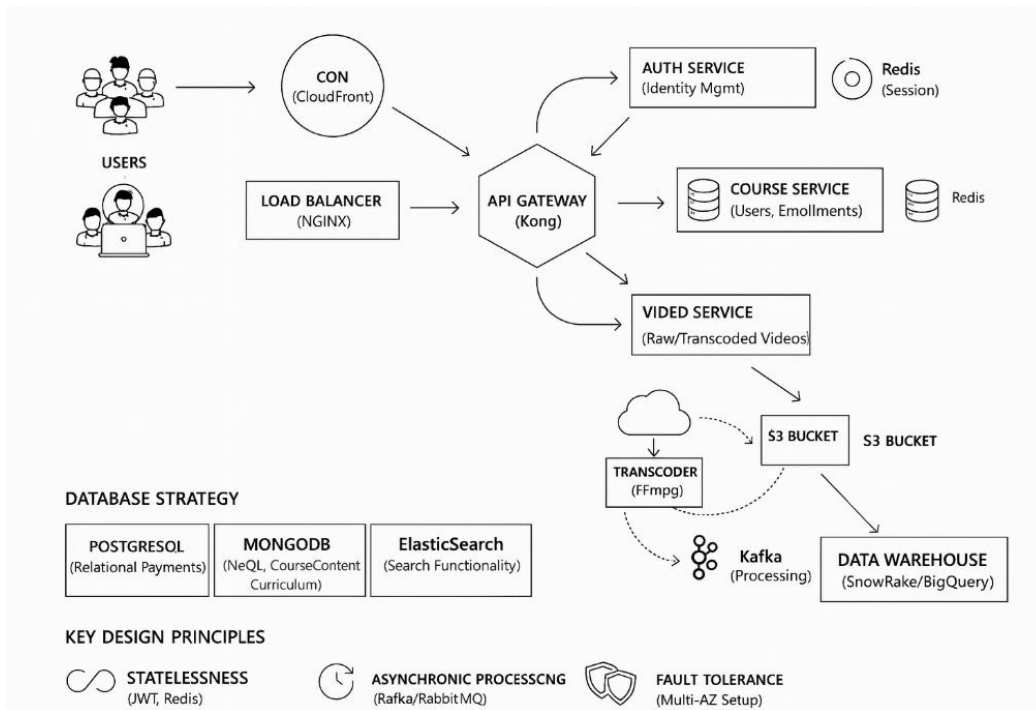 CON
(CloudFront)
AUTH SERVICE
(Identity Mgmt)
Redis
(Session)
USERS
LOAD BALANCER
(NGINX)
API GATEWAY
(Kong)
COURSE SERVICE
(Users, Emollments)
Redis
VIDED SERVICE
(Raw/Transcoded Videos)
S3 BUCKET
S3 BUCKET
TRANSCODER
(FFmpg)
Kafka
(Processing)
DATA WAREHOUSE
(SnowRake/BigQuery)
DATABASE STRATEGY
POSTGRESQL
(Relational Payments)
MONGODB
(NeQL, CourseContent
Curriculum)
ElasticSearch
(Search Functionality)
KEY DESIGN PRINCIPLES
STATELESSNESS
(JWT, Redis)
ASYNCHRONIC PROCESSCNG
(Rafka/RabbitMQ)
FAULT TOLERANCE
(Multi-AZ Setup)